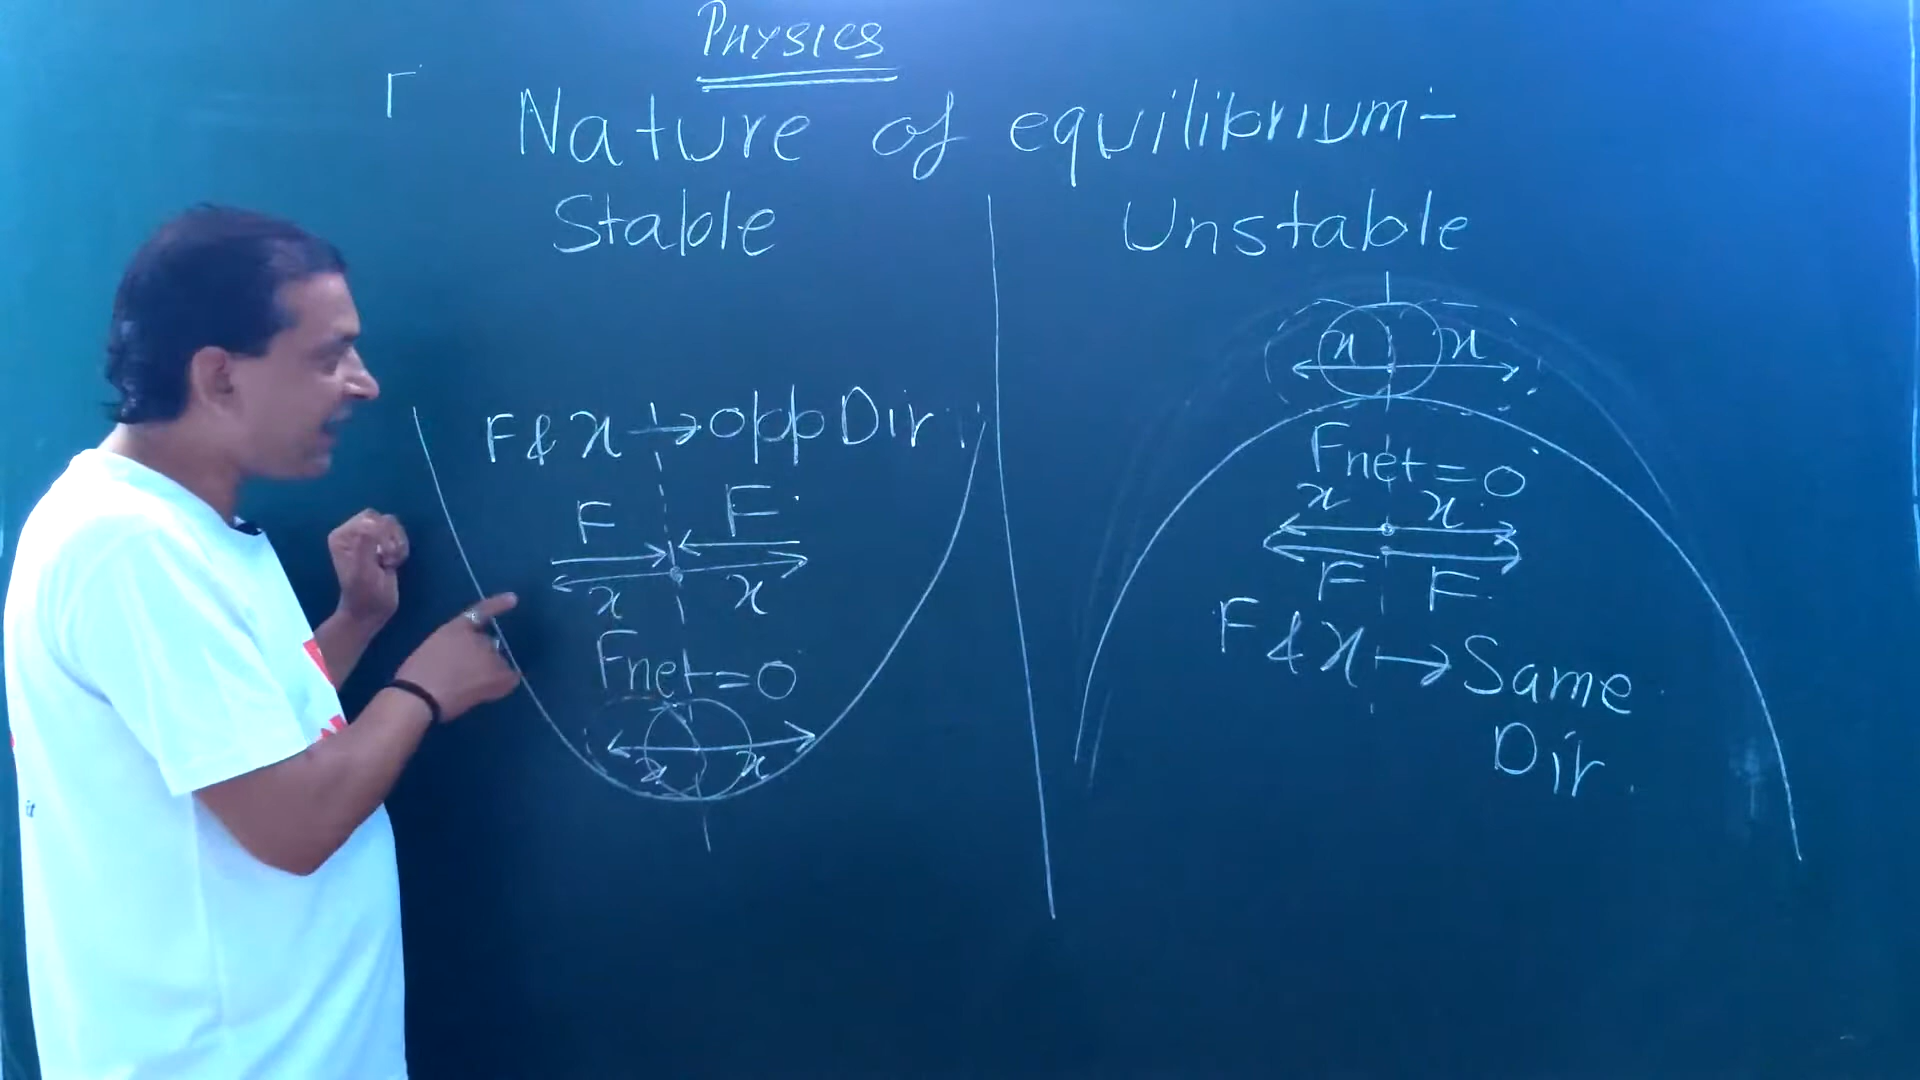 Physics
Nature of equilibrium:-
Stable
F & x → opp Dir.
F F
x x
Fnet = 0
x x
Unstable
x x
Fnet = 0
x x
F F
F & x → Same
Dir.